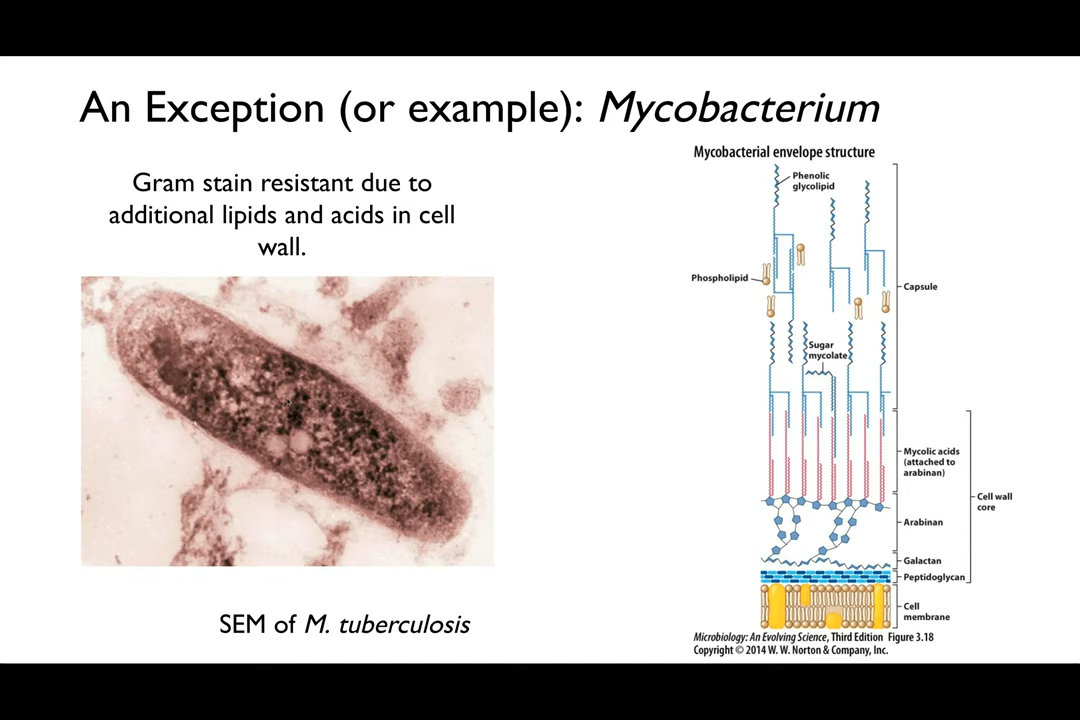 An Exception (or example): Mycobacterium
Gram stain resistant due to
additional lipids and acids in cell
wall.
SEM of M. tuberculosis
Mycobacterial envelope structure
Phenolic
glycolipid
Phospholipid
Capsule
Sugar
mycolate
Mycolic acids
(attached to
arabinan)
Cell wall
core
Arabinan
Galactan
Peptidoglycan
Cell
membrane
Microbiology: An Evolving Science, Third Edition Figure 3.18
Copyright © 2014 W. W. Norton & Company, Inc.